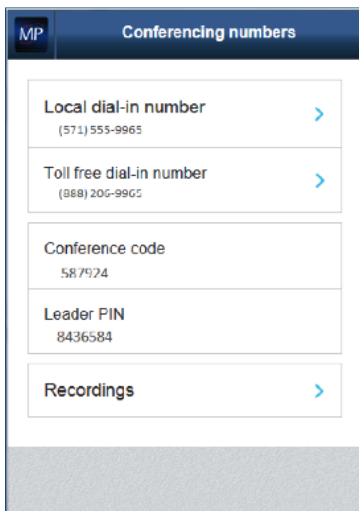 MP
Conferencing numbers
Local dial-in number
(571) 555-9965
Toll free dial-in number
(888) 206-9965
Conference code
587924
Leader PIN
8436584
Recordings